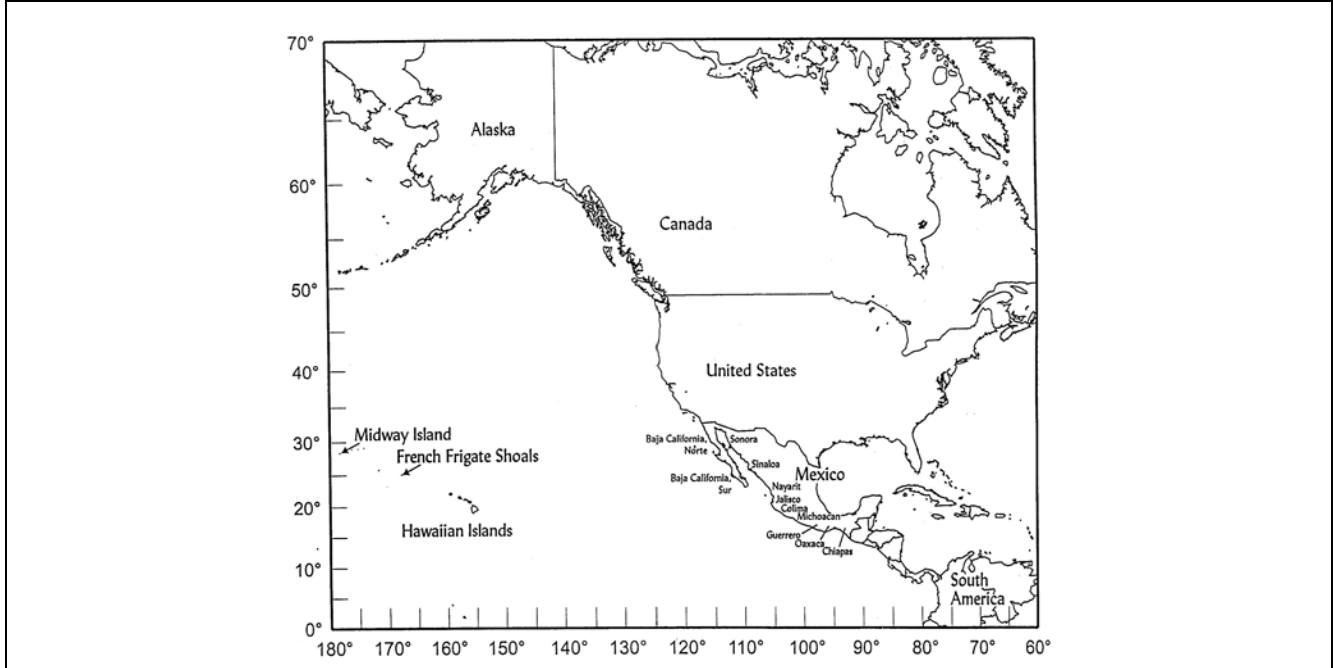 70°
Alaska
60°
Canada
50°
United States
40°
Midway Island
30°
Baja California,
Norte
Sonora
French Frigate Shoals
Sinaloa
Mexico
Baja California,
Sur
Nayarit
Jalisco
Colima
20°
Michoacan
Hawaiian Islands
Guerrero
Oaxaca
Chiapas
10°
South
America
0°
180° 170° 150° 140° 130° 120° 110° 100° 90° 80° 70° 60°